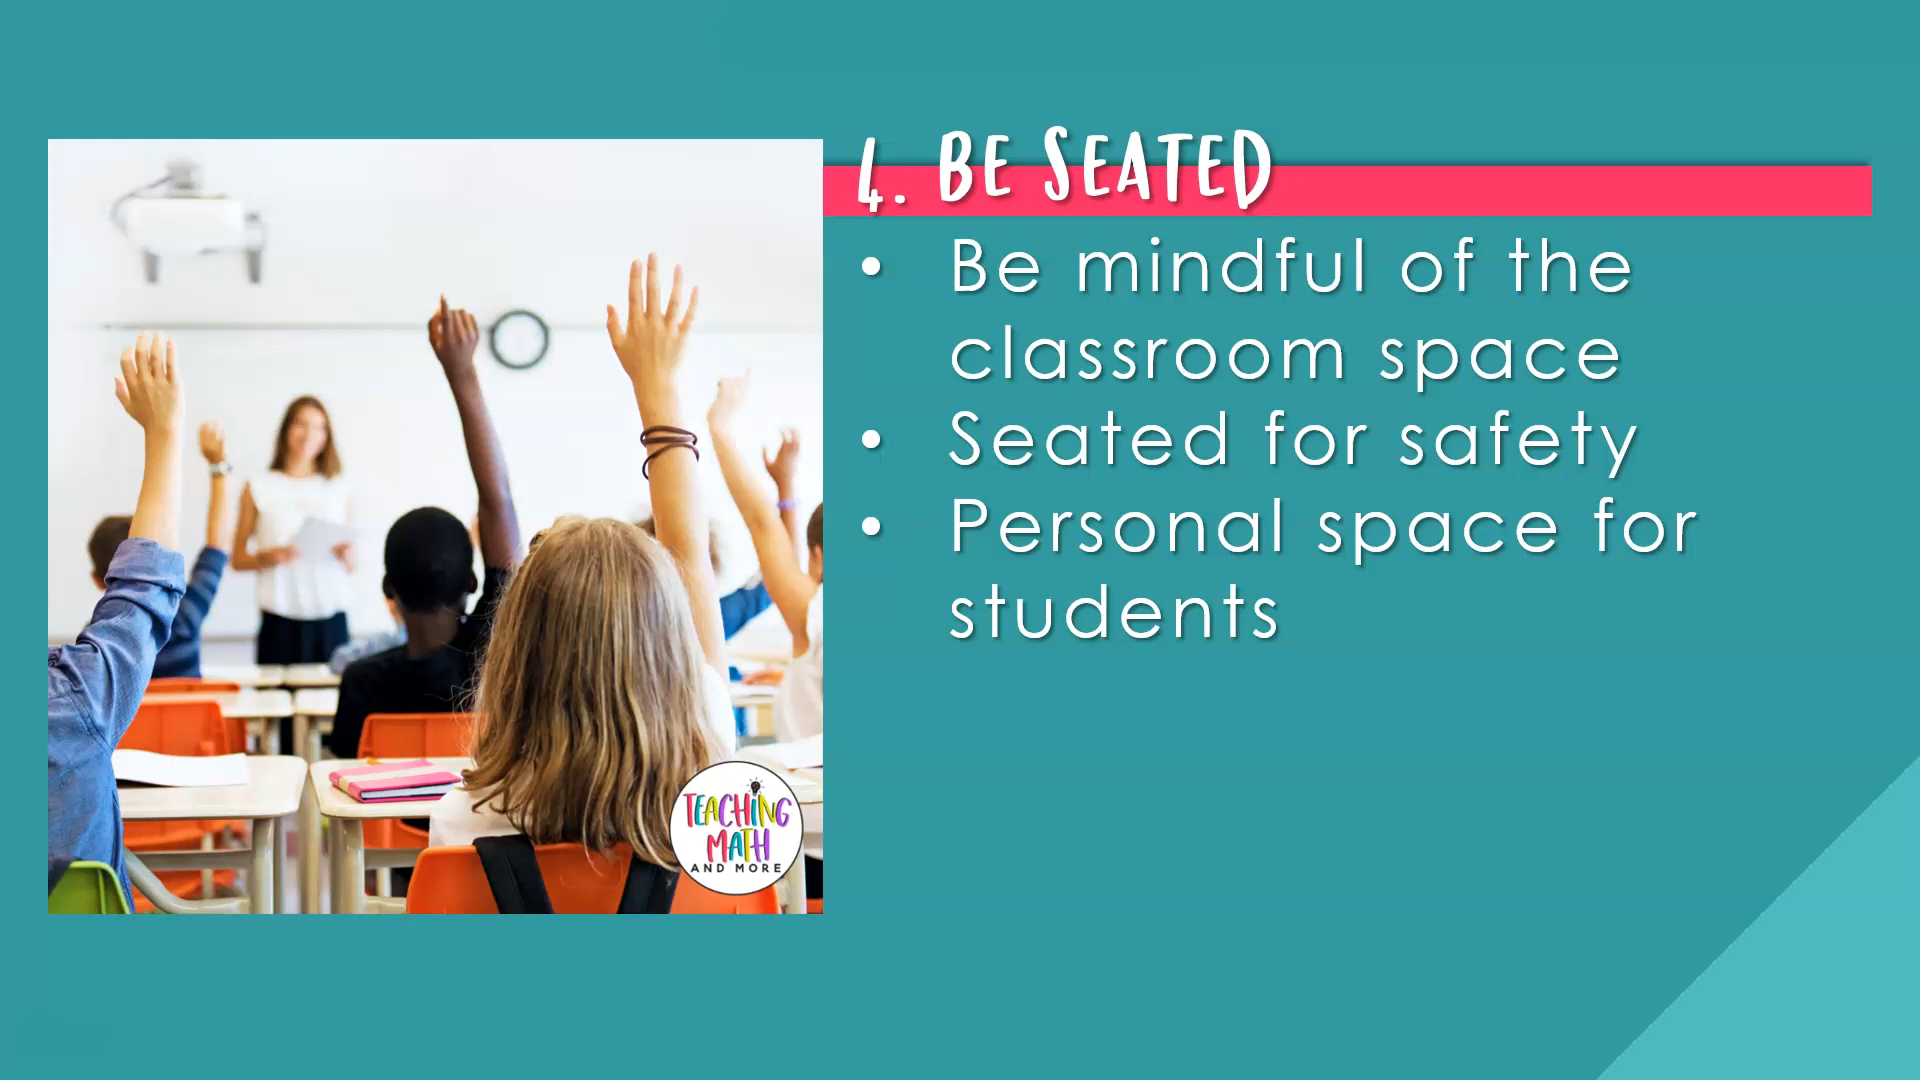 4. BE SEATED
• Be mindful of the
classroom space
• Seated for safety
• Personal space for
students
TEACHING
MATH
AND MORE